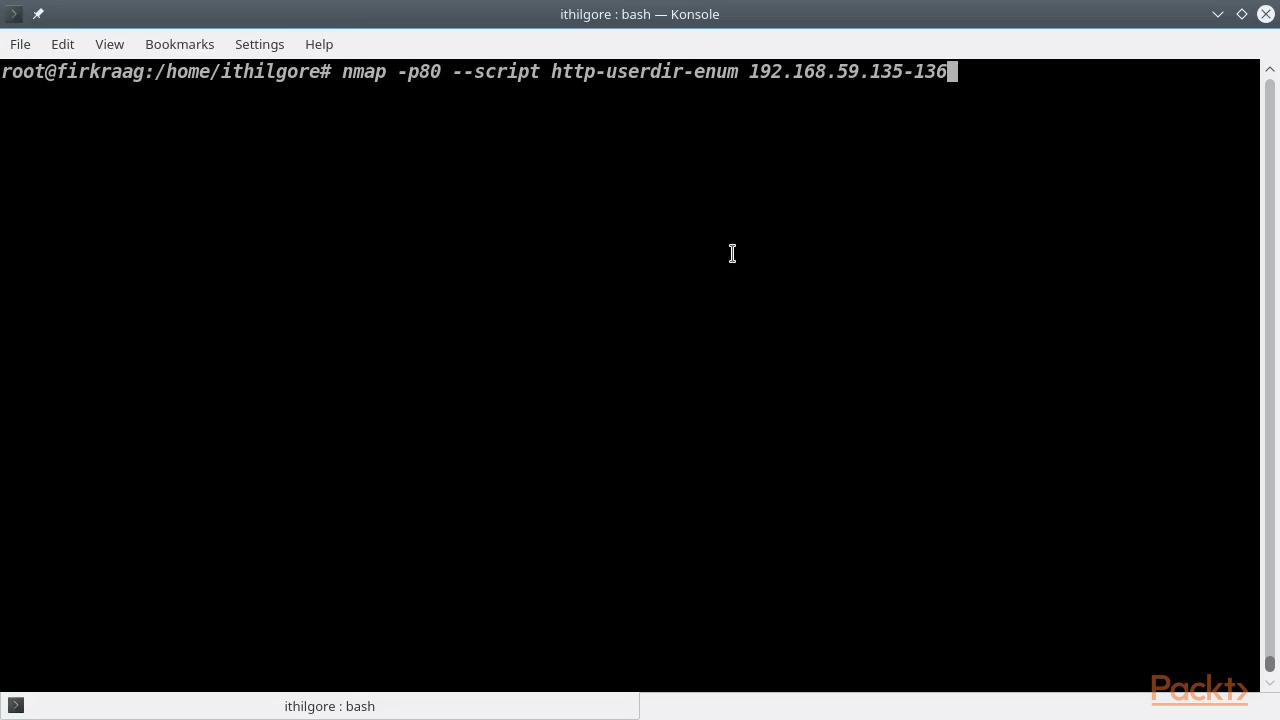 ithilgore : bash — Konsole
File Edit View Bookmarks Settings Help
root@firkraag:/home/ithilgore# nmap -p80 --script http-userdir-enum 192.168.59.135-136
ithilgore : bash
Packt